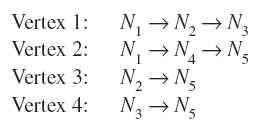 Vertex 1: N₁ → N₂ → N₃
Vertex 2: N₁ → N₄ → N₅
Vertex 3: N₂ → N₅
Vertex 4: N₃ → N₅